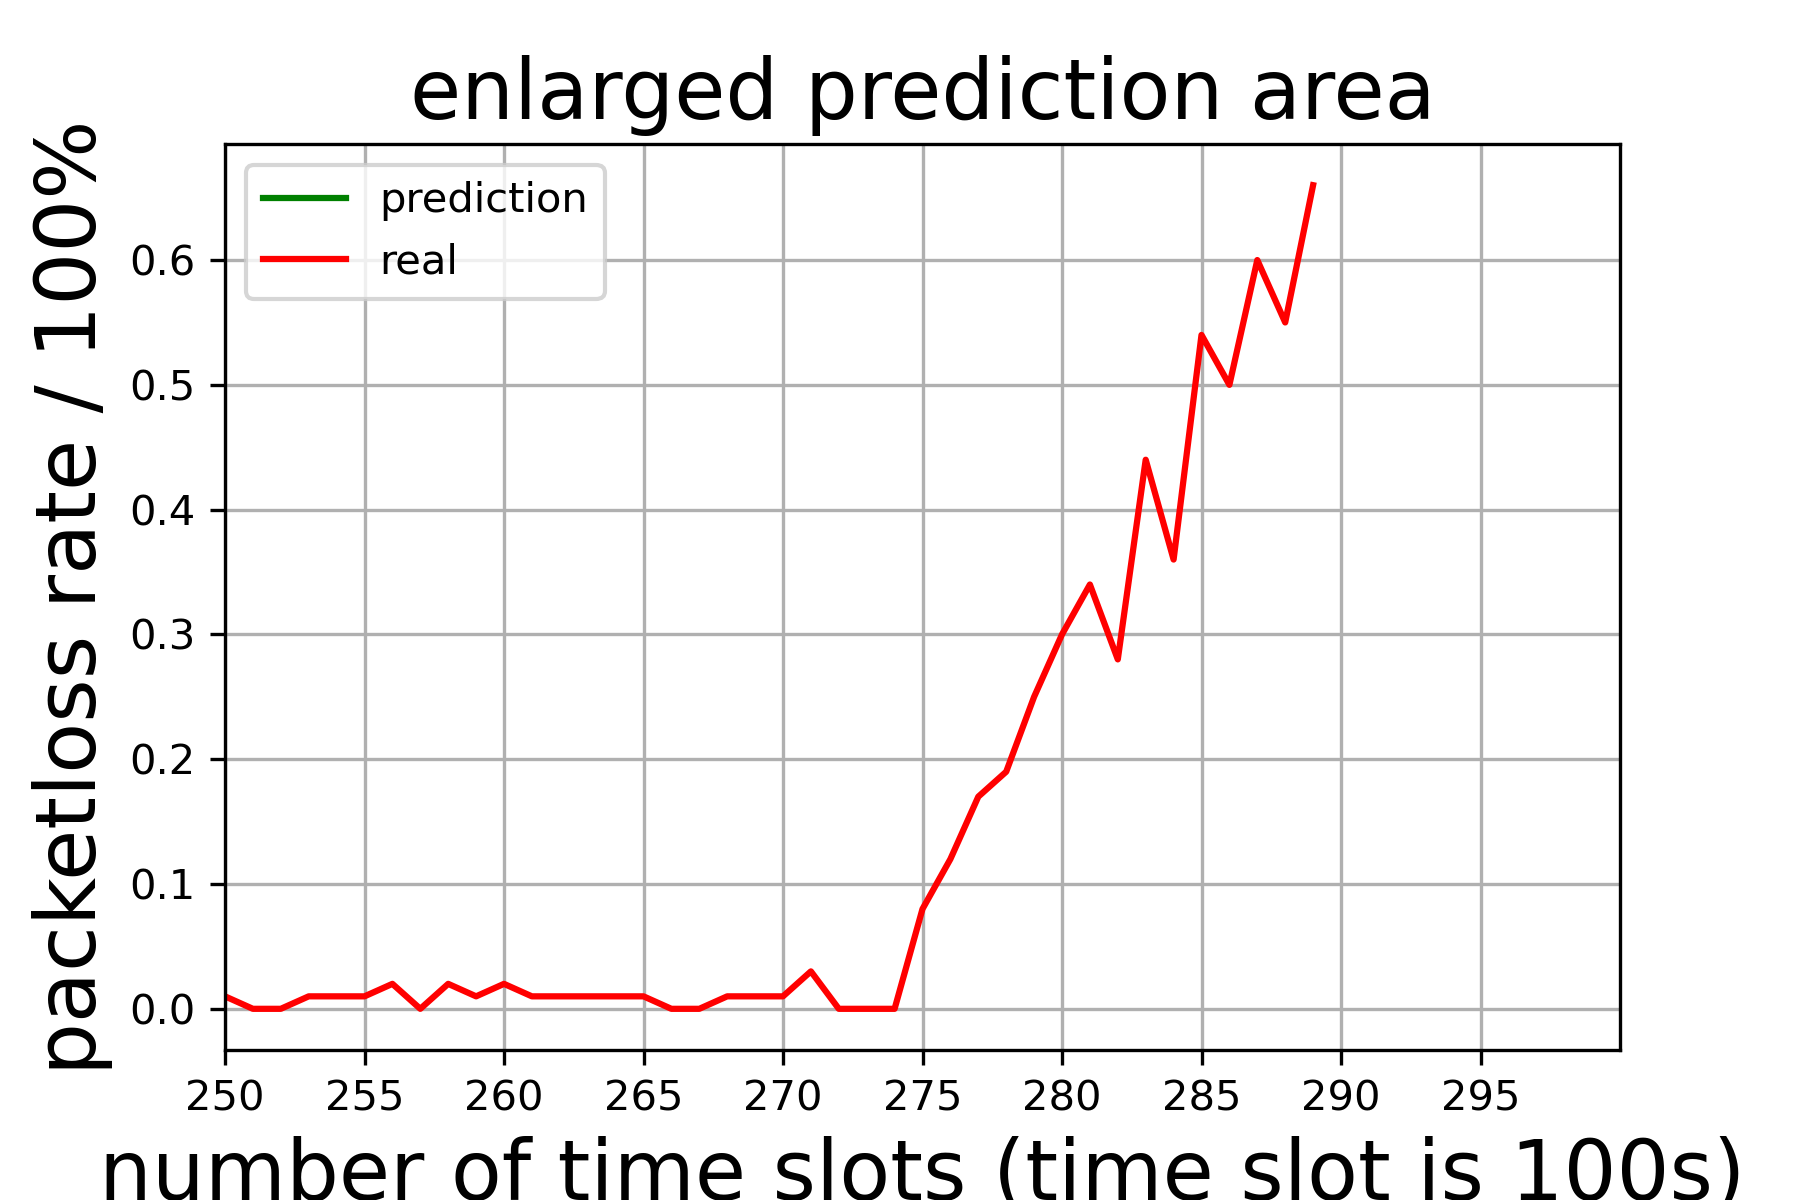 enlarged prediction area
packetloss rate / 100%
prediction
real
0.6
0.5
0.4
0.3
0.2
0.1
0.0
250 255 260 265 270 275 280 285 290 295
number of time slots (time slot is 100s)